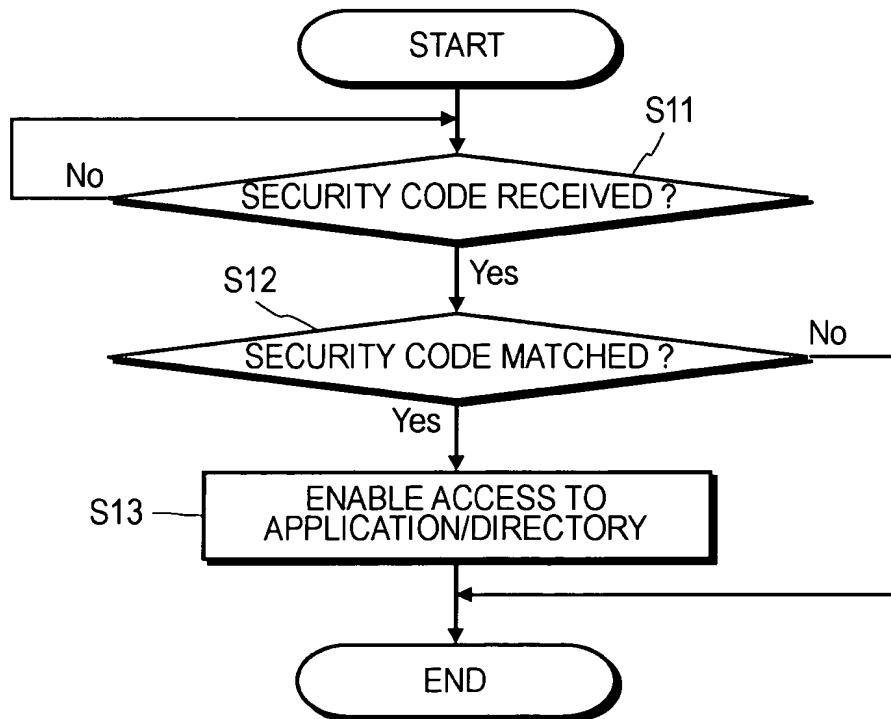 START
S11
No
SECURITY CODE RECEIVED ?
Yes
S12
No
SECURITY CODE MATCHED ?
Yes
S13
ENABLE ACCESS TO
APPLICATION/DIRECTORY
END